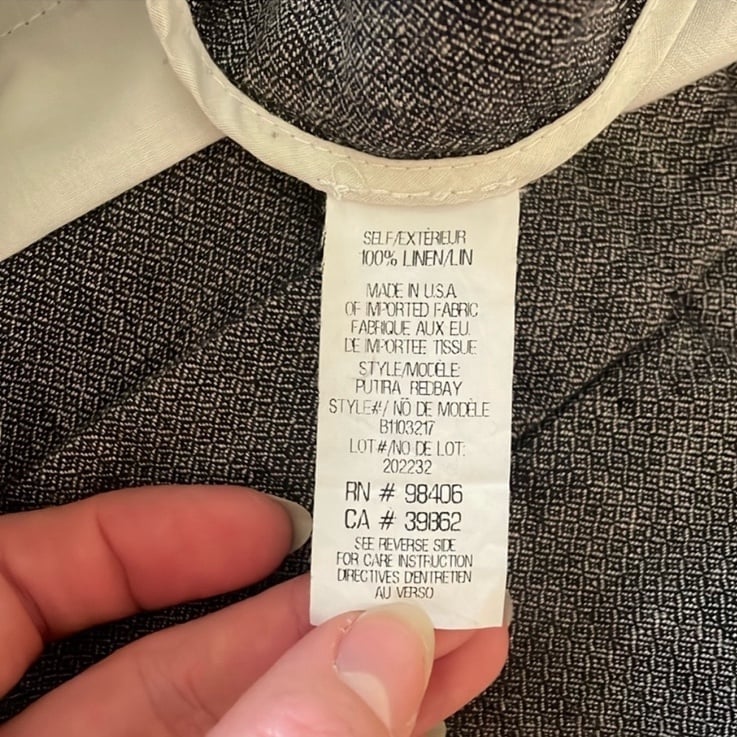 SELF/EXTÉRIEUR
100% LINEN/LIN
MADE IN U.S.A
OF IMPORTED FABRIC
FABRIQUE AUX E.U.
DE IMPORTEE TISSUE
STYLE/MODÉLE:
PUTIRA REDBAY
STYLE#/ NÖ DE MODÈLE
B1103217
LOT #/NO DE LOT:
202232
RN # 98406
CA # 39862
SEE REVERSE SIDE
FOR CARE INSTRUCTION
DIRECTIVES D'ENTRETIEN
AU VERSO